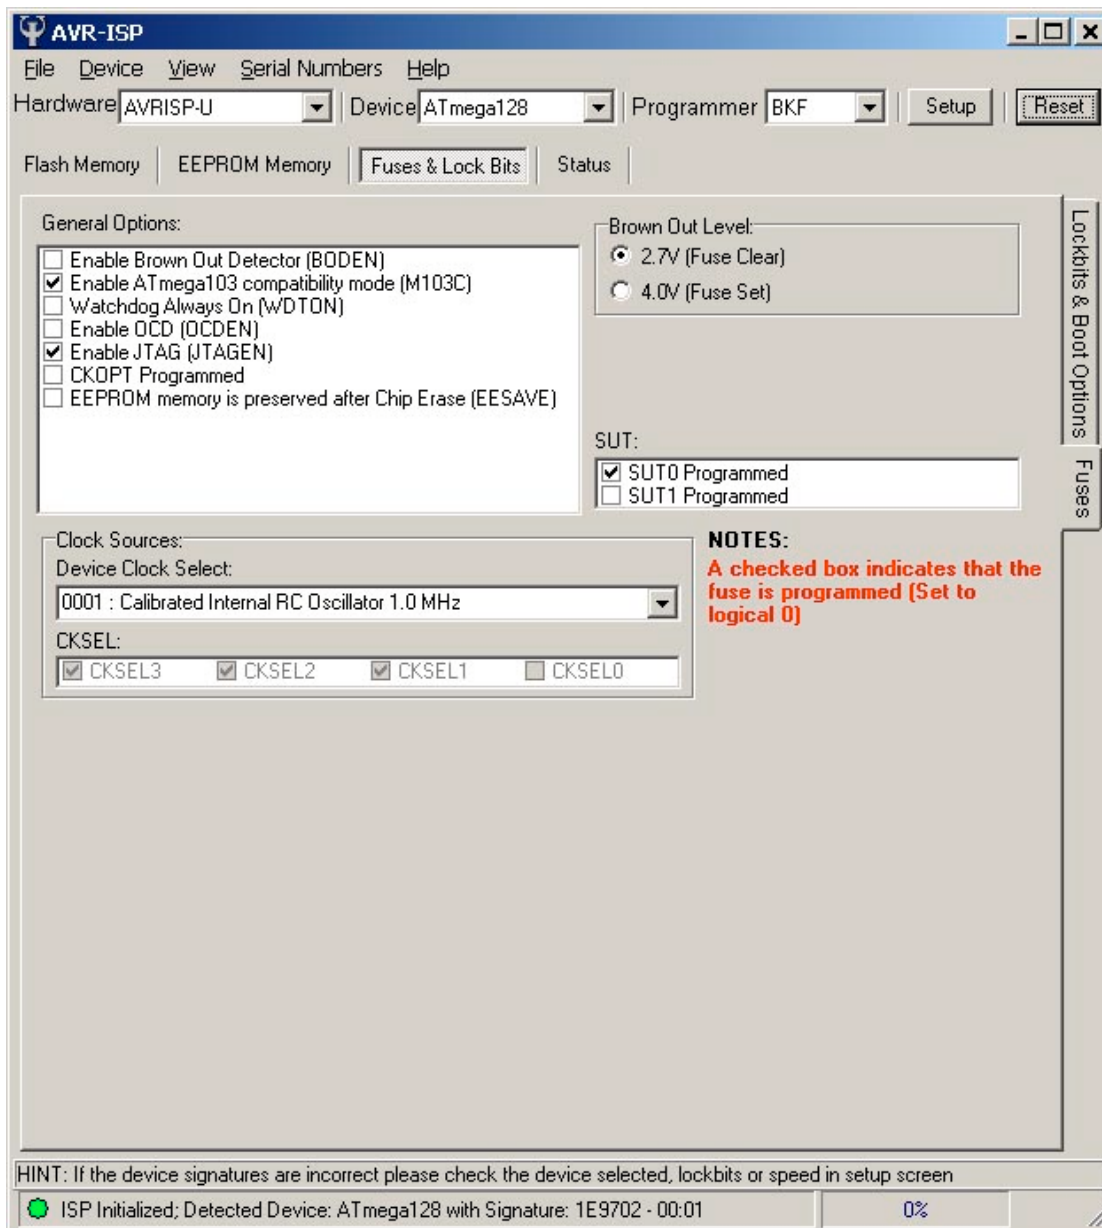 AVR-ISP
File Device View Serial Numbers Help
Hardware AVRISP-U Device ATmega128 Programmer BKF Setup Reset
Flash Memory EEPROM Memory Fuses & Lock Bits Status
General Options:
Enable Brown Out Detector (BODEN)
Enable ATmega103 compatibility mode (M103C)
Watchdog Always On (WDTON)
Enable OCD (OCDEN)
Enable JTAG (JTAGEN)
CKOPT Programmed
EEPROM memory is preserved after Chip Erase (EESAVE)
Brown Out Level:
2.7V (Fuse Clear)
4.0V (Fuse Set)
SUT:
SUT0 Programmed
SUT1 Programmed
Lockbits & Boot Options
Fuses
Clock Sources:
Device Clock Select:
0001 : Calibrated Internal RC Oscillator 1.0 MHz
CKSEL:
CKSEL3 CKSEL2 CKSEL1 CKSEL0
NOTES:
A checked box indicates that the
fuse is programmed (Set to
logical 0)
HINT: If the device signatures are incorrect please check the device selected, lockbits or speed in setup screen
ISP Initialized; Detected Device: ATmega128 with Signature: 1E9702 - 00:01 0%